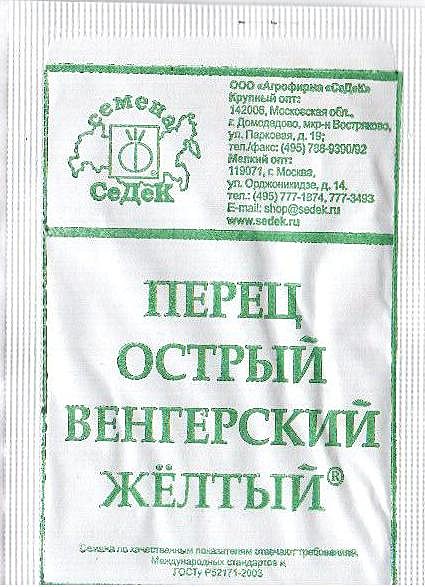 семена
СеДеК
ООО «Агрофирма «СеДеК»
Крупный опт:
142006, Московская обл.,
г. Домодедово, мкр-н Востряково,
ул. Парковая, д. 19;
тел./факс: (495) 788-9390/92
Мелкий опт:
119071, г. Москва,
ул. Орджоникидзе, д. 14.
тел.: (495) 777-1874, 777-3493
E-mail: shop@sedek.ru
www.sedek.ru
ПЕРЕЦ
ОСТРЫЙ
ВЕНГЕРСКИЙ
ЖЁЛТЫЙ®
Семена по качественным показателям отвечают требованиям
Международных стандартов и
ГОСТу Р52171-2003